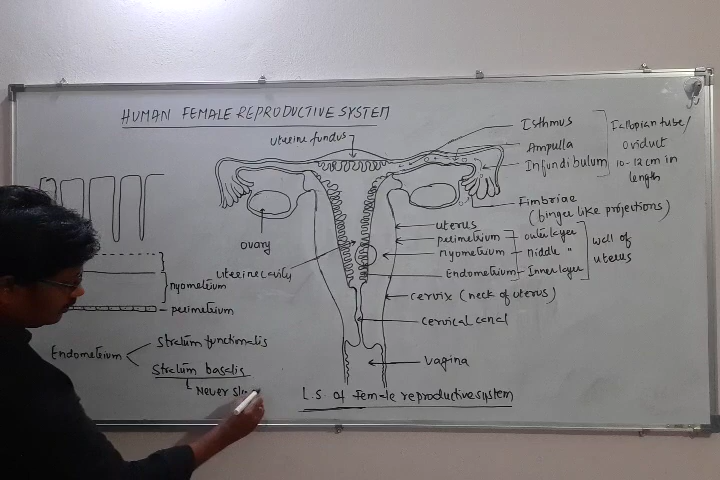 HUMAN FEMALE REPRODUCTIVE SYSTEM
uterine fundus
Isthmus
Ampulla
Infundibulum
Fallopian tube/
oviduct
10-12 cm in
length
Fimbriae
(binger like projections)
ovary
uterine cavity
uterus
perimetrium - outer layer
myometrium - Middle "
Endometrium - Inner layer
wall of
uterus
cervix (neck of uterus)
cervical canal
vagina
myometrium
perimetrium
Endometrium
Stratum functionalis
Stratum basalis
Never
L.S. of female reproductive system